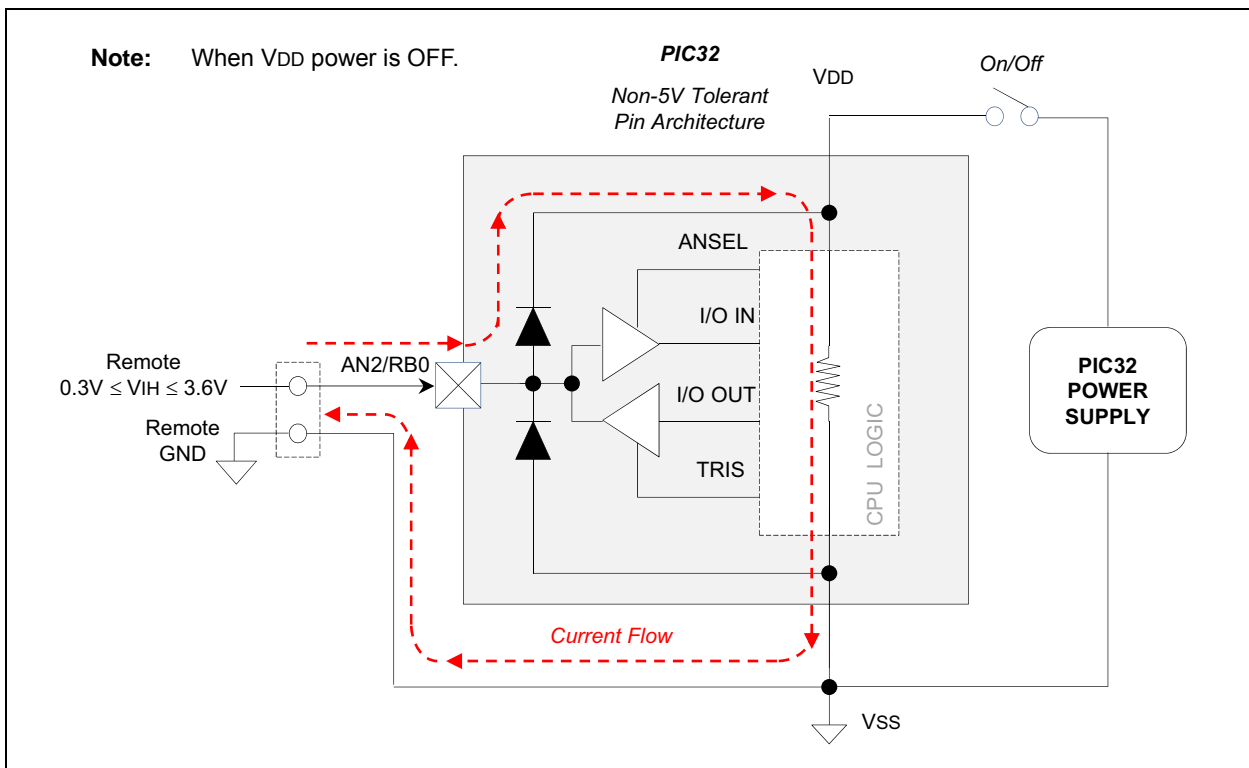 Note: When VDD power is OFF.
PIC32
Non-5V Tolerant
Pin Architecture
VDD
On/Off
ANSEL
I/O IN
AN2/RB0
Remote
0.3V ≤ VIH ≤ 3.6V
Remote
GND
I/O OUT
TRIS
CPU LOGIC
PIC32
POWER
SUPPLY
Current Flow
VSS